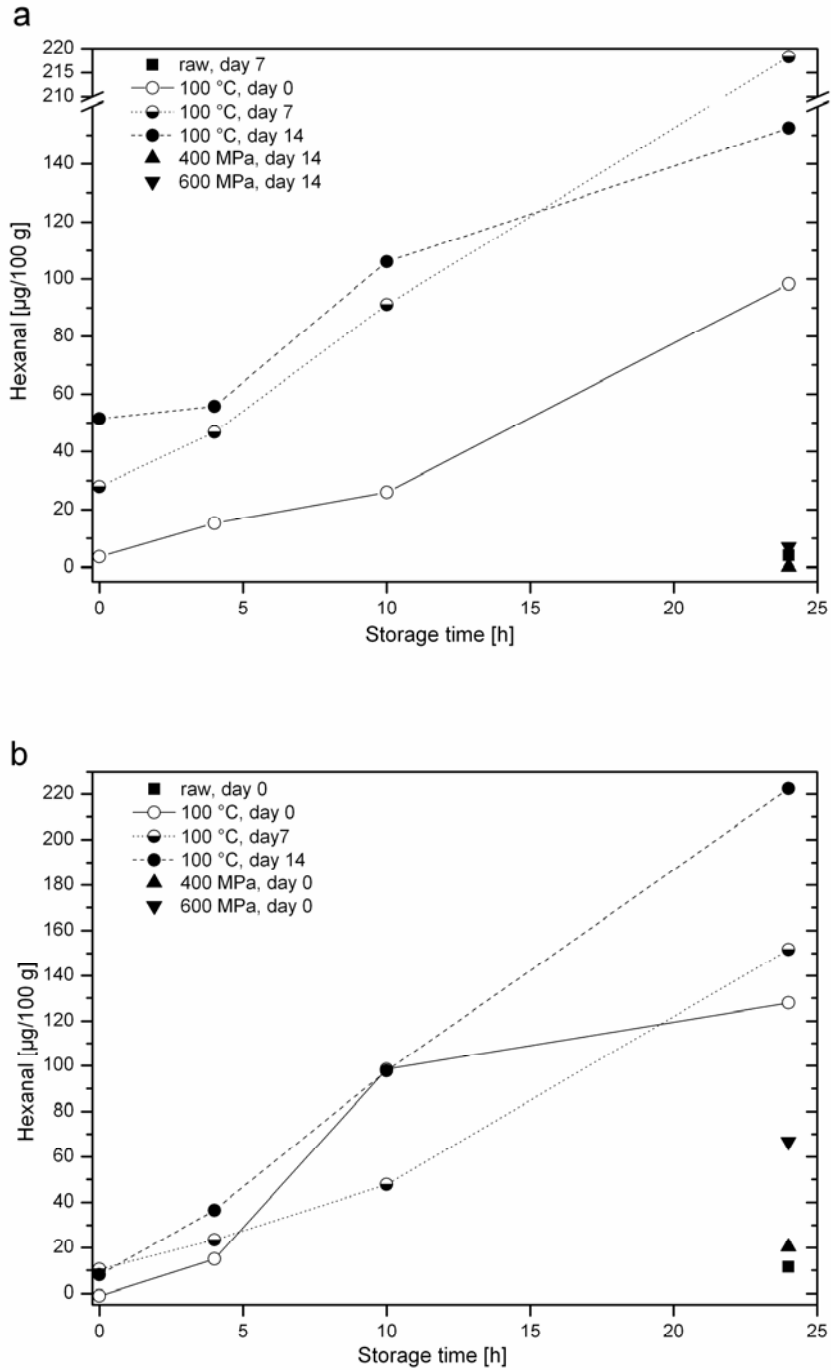 a
220
215
210
140
120
100
80
60
40
20
0
Hexanal [µg/100 g]
raw, day 7
100 °C, day 0
100 °C, day 7
100 °C, day 14
400 MPa, day 14
600 MPa, day 14
0 5 10 15 20 25
Storage time [h]
b
220
200
180
160
140
120
100
80
60
40
20
0
Hexanal [µg/100 g]
raw, day 0
100 °C, day 0
100 °C, day7
100 °C, day 14
400 MPa, day 0
600 MPa, day 0
0 5 10 15 20 25
Storage time [h]